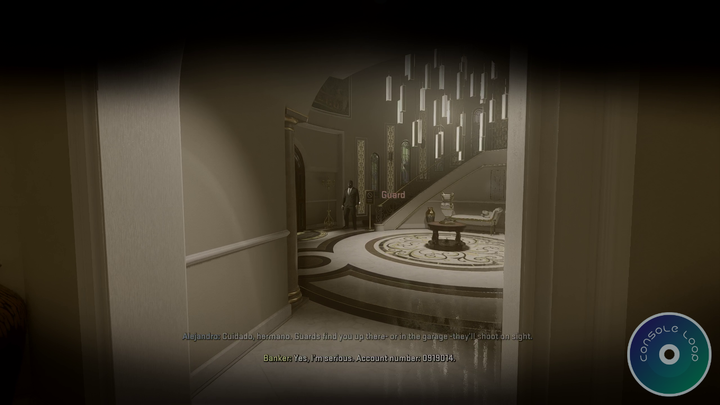 Guard
Alejandro: Cuidado, hermano. Guards find you up there- or in the garage-they'll shoot on sight.
Banker: Yes, I'm serious. Account number: 0919014.
CONSOLE LOOP